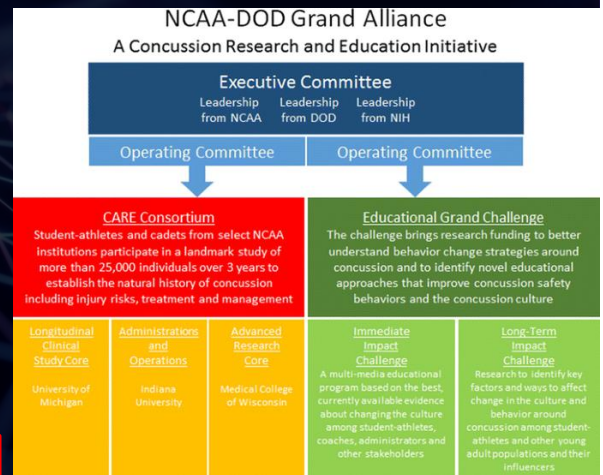 NCAA-DOD Grand Alliance
A Concussion Research and Education Initiative
Executive Committee
Leadership from NCAA
Leadership from DOD
Leadership from NIH
Operating Committee
Operating Committee
CARE Consortium
Student-athletes and cadets from select NCAA
institutions participate in a landmark study of
more than 25,000 individuals over 3 years to
establish the natural history of concussion
including injury risks, treatment and management
Educational Grand Challenge
The challenge brings research funding to better
understand behavior change strategies around
concussion and to identify novel educational
approaches that improve concussion safety
behaviors and the concussion culture
Longitudinal
Clinical
Study Core
University of
Michigan
Administrations
and
Operations
Indiana
University
Advanced
Research
Core
Medical College
of Wisconsin
Immediate
Impact
Challenge
A multi-media educational
program based on the best,
currently available evidence
about changing the culture
among student-athletes,
coaches, administrators and
other stakeholders
Long-Term
Impact
Challenge
Research to identify key
factors and ways to affect
change in the culture and
behavior around
concussion among student-
athletes and other young
adult populations and their
influencers